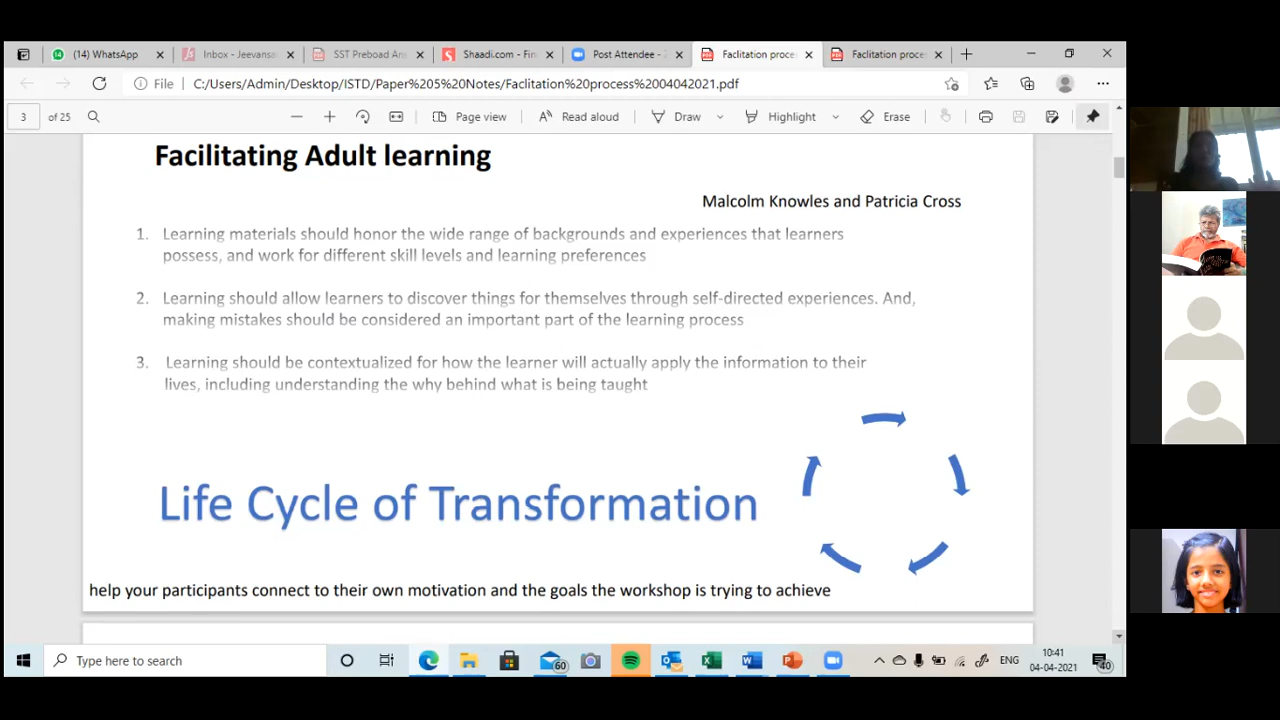 (14) WhatsApp
Inbox - Jeevansar
SST Preboad An
Shaadi.com - Fin
Post Attendee - Z
Faclitation proce
Faclitation proce
File C:/Users/Admin/Desktop/ISTD/Paper%205%20Notes/Faclitation%20process%2004042021.pdf
3 of 25 Page view Read aloud Draw Highlight Erase
Facilitating Adult learning
Malcolm Knowles and Patricia Cross
1. Learning materials should honor the wide range of backgrounds and experiences that learners
possess, and work for different skill levels and learning preferences
2. Learning should allow learners to discover things for themselves through self-directed experiences. And,
making mistakes should be considered an important part of the learning process
3. Learning should be contextualized for how the learner will actually apply the information to their
lives, including understanding the why behind what is being taught
Life Cycle of Transformation
help your participants connect to their own motivation and the goals the workshop is trying to achieve
Type here to search
60
ENG
10:41
04-04-2021
40